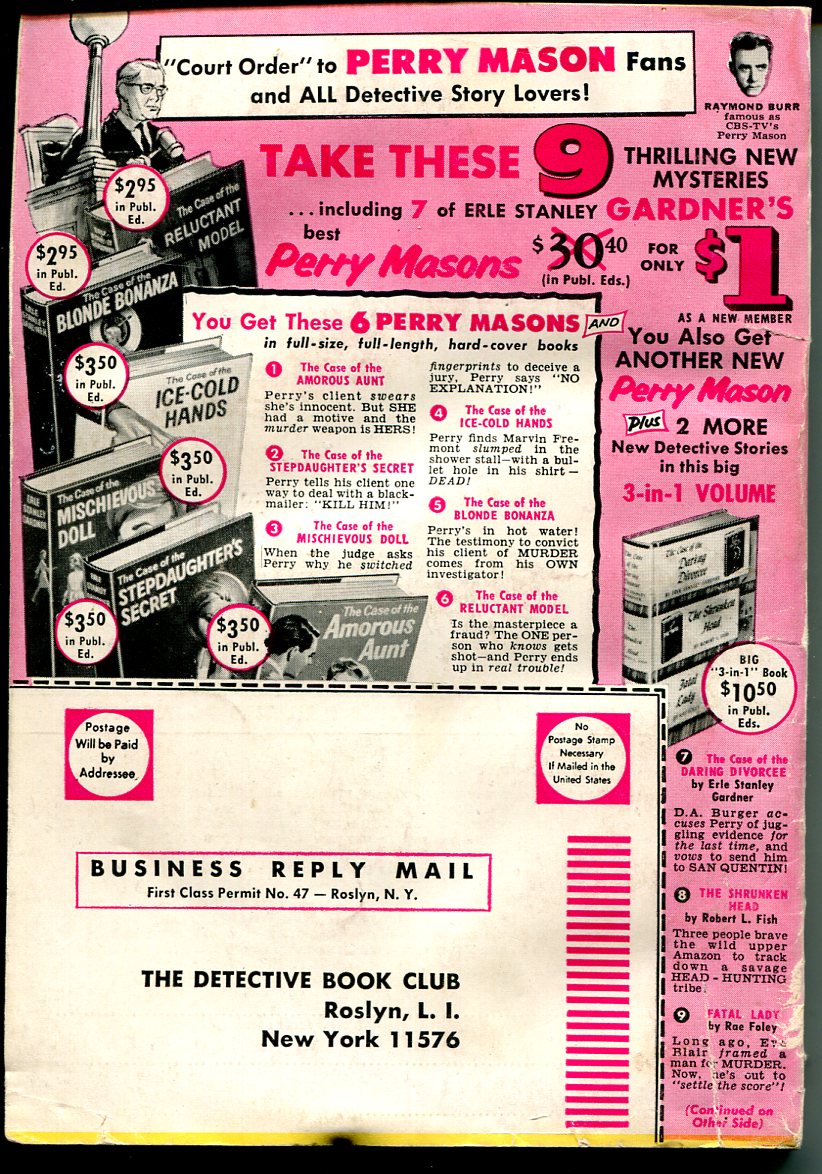 "Court Order" to PERRY MASON Fans
and ALL Detective Story Lovers!
RAYMOND BURR
famous as
CBS-TV's
Perry Mason
TAKE THESE 9 THRILLING NEW
MYSTERIES
...including 7 of ERLE STANLEY GARDNER'S
best
Perry Masons $30.40
(in Publ. Eds.)
FOR
ONLY $1
AS A NEW MEMBER
$2.95
in Publ.
Ed.
The Case of the
RELUCTANT
MODEL
$2.95
in Publ.
Ed.
The Case of the
BLONDE BONANZA
ERLE
STANLEY
GARDNER
$3.50
in Publ.
Ed.
The Case of the
ICE-COLD
HANDS
$3.50
in Publ.
Ed.
ERLE
STANLEY
GARDNER
The Case of the
MISCHIEVOUS
DOLL
The Case of the
STEPDAUGHTER'S
SECRET
$3.50
in Publ.
Ed.
$3.50
in Publ.
Ed.
The Case of the
Amorous
Aunt
You Get These 6 PERRY MASONS AND
in full-size, full-length, hard-cover books
1 The Case of the
AMOROUS AUNT
Perry's client swears
she's innocent. But SHE
had a motive and the
murder weapon is HERS!
2 The Case of the
STEPDAUGHTER'S SECRET
Perry tells his client one
way to deal with a black-
mailer: "KILL HIM!"
3 The Case of the
MISCHIEVOUS DOLL
When the judge asks
Perry why he switched
fingerprints to deceive a
jury, Perry says "NO
EXPLANATION!"
4 The Case of the
ICE-COLD HANDS
Perry finds Marvin Fre-
mont slumped in the
shower stall—with a bul-
let hole in his shirt—
DEAD!
5 The Case of the
BLONDE BONANZA
Perry's in hot water!
The testimony to convict
his client of MURDER
comes from his OWN
investigator!
6 The Case of the
RELUCTANT MODEL
Is the masterpiece a
fraud? The ONE per-
son who knows gets
shot—and Perry ends
up in real trouble!
You Also Get
ANOTHER NEW
Perry Mason
Plus 2 MORE
New Detective Stories
in this big
3-in-1 VOLUME
The Case of the
Daring
Divorcee
The Shrunken
Head
Fatal
Lady
BIG
"3-in-1" Book
$10.50
in Publ.
Eds.
7 The Case of the
DARING DIVORCEE
by Erle Stanley
Gardner
D.A. Burger ac-
cuses Perry of jug-
gling evidence for
the last time, and
vows to send him
to SAN QUENTIN!
8 THE SHRUNKEN
HEAD
by Robert L. Fish
Three people brave
the wild upper
Amazon to track
down a savage
HEAD-HUNTING
tribe.
9 FATAL LADY
by Rae Foley
Long ago, Eve
Blair framed a
man for MURDER.
Now, he's out to
"settle the score"!
(Continued on
Other Side)
Postage
Will be Paid
by
Addressee
No
Postage Stamp
Necessary
If Mailed in the
United States
BUSINESS REPLY MAIL
First Class Permit No. 47 — Roslyn, N. Y.
THE DETECTIVE BOOK CLUB
Roslyn, L. I.
New York 11576